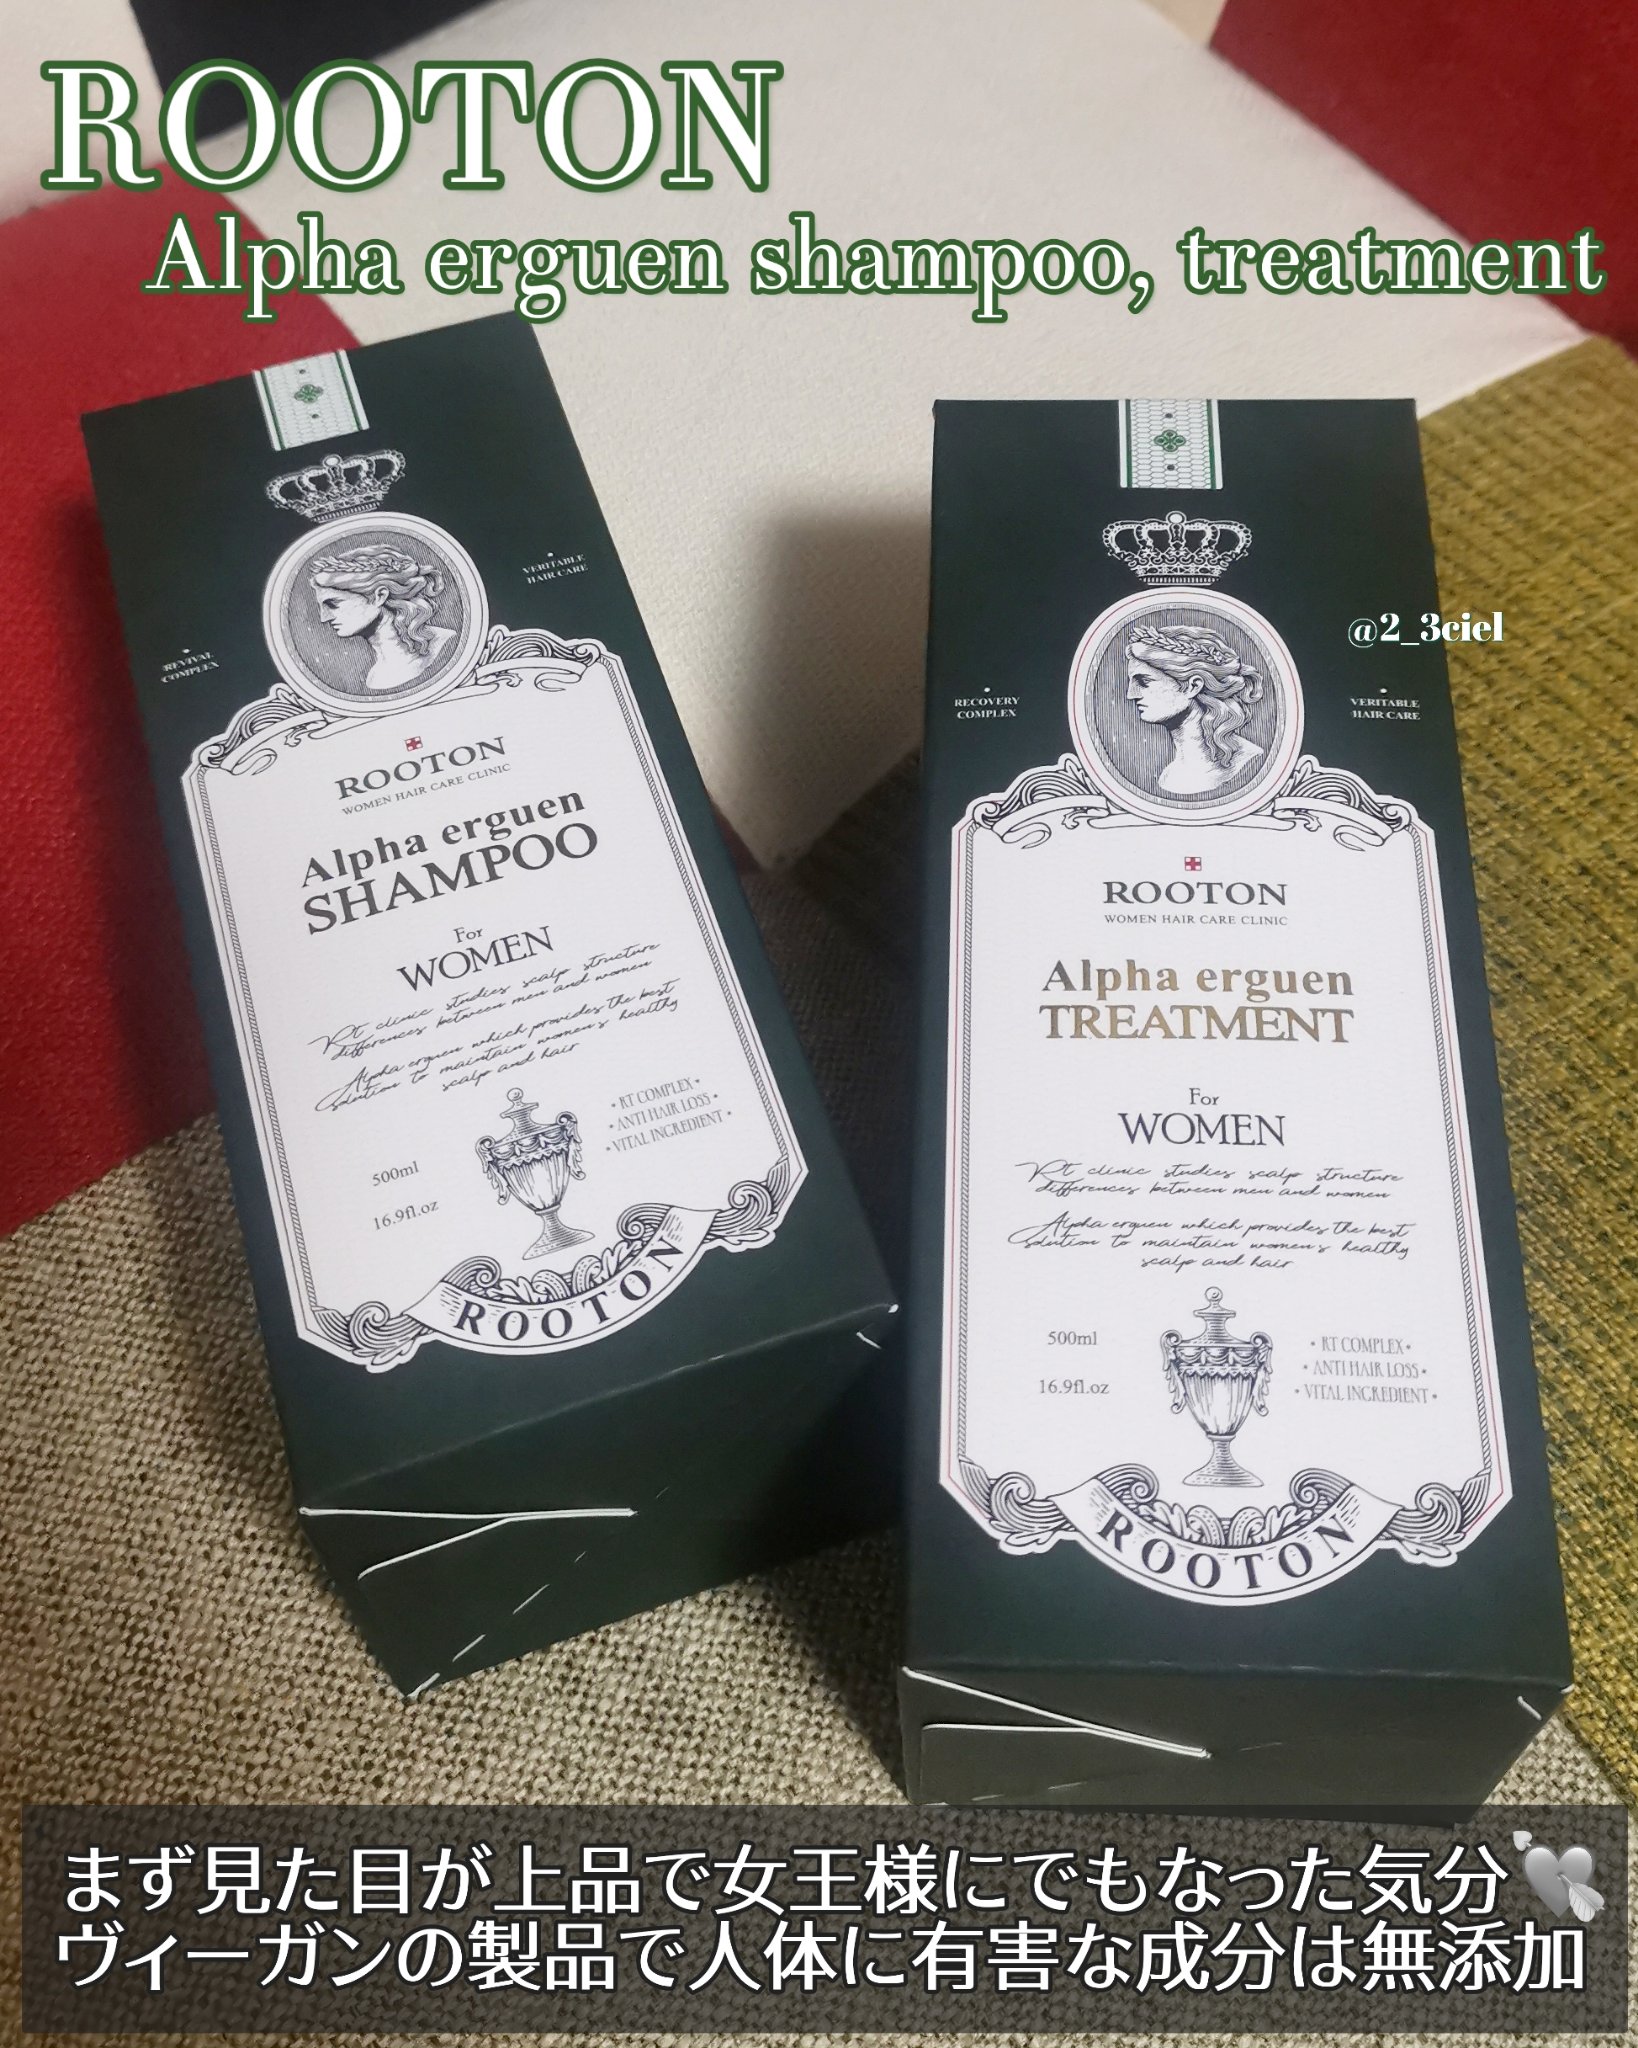 ROOTON
Alpha erguen shampoo, treatment
VERITABLE
HAIR CARE
REVIVAL
COMPLEX
ROOTON
WOMEN HAIR CARE CLINIC
Alpha erguen
SHAMPOO
For
WOMEN
Rt clinic studies scalp structure
differences between men and women
Alpha erguen which provides the best
solution to maintain women's healthy
scalp and hair
500ml
16.9fl.oz
• RT COMPLEX •
• ANTI HAIR LOSS •
• VITAL INGREDIENT •
ROOTON
@2_3ciel
RECOVERY
COMPLEX
VERITABLE
HAIR CARE
ROOTON
WOMEN HAIR CARE CLINIC
Alpha erguen
TREATMENT
For
WOMEN
Rt clinic studies scalp structure
differences between men and women
Alpha erguen which provides the best
solution to maintain women's healthy
scalp and hair
500ml
16.9fl.oz
• RT COMPLEX •
• ANTI HAIR LOSS •
• VITAL INGREDIENT •
ROOTON
まず見た目が上品で女王様にでもなった気分💘
ヴィーガンの製品で人体に有害な成分は無添加